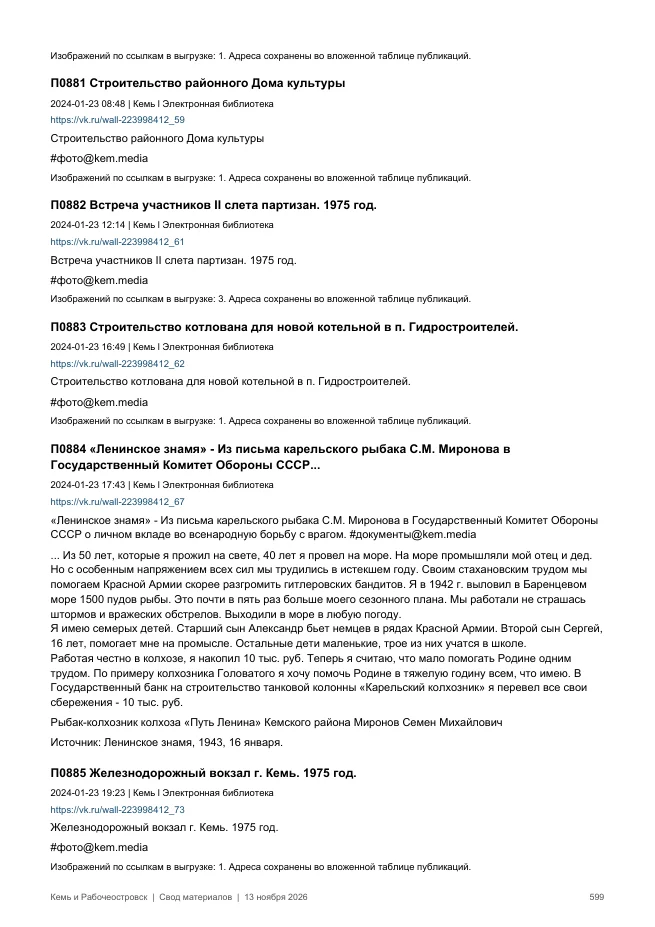 Изображений по ссылкам в выгрузке: 1. Адреса сохранены во вложенной таблице публикаций.
П0881 Строительство районного Дома культуры
2024-01-23 08:48 | Кемь I Электронная библиотека
https://vk.ru/wall-223998412_59
Строительство районного Дома культуры
#фото@kem.media
Изображений по ссылкам в выгрузке: 1. Адреса сохранены во вложенной таблице публикаций.
П0882 Встреча участников II слета партизан. 1975 год.
2024-01-23 12:14 | Кемь I Электронная библиотека
https://vk.ru/wall-223998412_61
Встреча участников II слета партизан. 1975 год.
#фото@kem.media
Изображений по ссылкам в выгрузке: 3. Адреса сохранены во вложенной таблице публикаций.
П0883 Строительство котлована для новой котельной в п. Гидростроителей.
2024-01-23 16:49 | Кемь I Электронная библиотека
https://vk.ru/wall-223998412_62
Строительство котлована для новой котельной в п. Гидростроителей.
#фото@kem.media
Изображений по ссылкам в выгрузке: 1. Адреса сохранены во вложенной таблице публикаций.
П0884 «Ленинское знамя» - Из письма карельского рыбака С.М. Миронова в
Государственный Комитет Обороны СССР...
2024-01-23 17:43 | Кемь I Электронная библиотека
https://vk.ru/wall-223998412_67
«Ленинское знамя» - Из письма карельского рыбака С.М. Миронова в Государственный Комитет Обороны
СССР о личном вкладе во всенародную борьбу с врагом. #документы@kem.media
... Из 50 лет, которые я прожил на свете, 40 лет я провел на море. На море промышляли мой отец и дед.
Но с особенным напряжением всех сил мы трудились в истекшем году. Своим стахановским трудом мы
помогаем Красной Армии скорее разгромить гитлеровских бандитов. Я в 1942 г. выловил в Баренцевом
море 1500 пудов рыбы. Это почти в пять раз больше моего сезонного плана. Мы работали не страшась
штормов и вражеских обстрелов. Выходили в море в любую погоду.
Я имею семерых детей. Старший сын Александр бьет немцев в рядах Красной Армии. Второй сын Сергей,
16 лет, помогает мне на промысле. Остальные дети маленькие, трое из них учатся в школе.
Работая честно в колхозе, я накопил 10 тыс. руб. Теперь я считаю, что мало помогать Родине одним
трудом. По примеру колхозника Головатого я хочу помочь Родине в тяжелую годину всем, что имею. В
Государственный банк на строительство танковой колонны «Карельский колхозник» я перевел все свои
сбережения - 10 тыс. руб.
Рыбак-колхозник колхоза «Путь Ленина» Кемского района Миронов Семен Михайлович
Источник: Ленинское знамя, 1943, 16 января.
П0885 Железнодорожный вокзал г. Кемь. 1975 год.
2024-01-23 19:23 | Кемь I Электронная библиотека
https://vk.ru/wall-223998412_73
Железнодорожный вокзал г. Кемь. 1975 год.
#фото@kem.media
Изображений по ссылкам в выгрузке: 1. Адреса сохранены во вложенной таблице публикаций.
Кемь и Рабочеостровск | Свод материалов | 13 ноября 2026
599